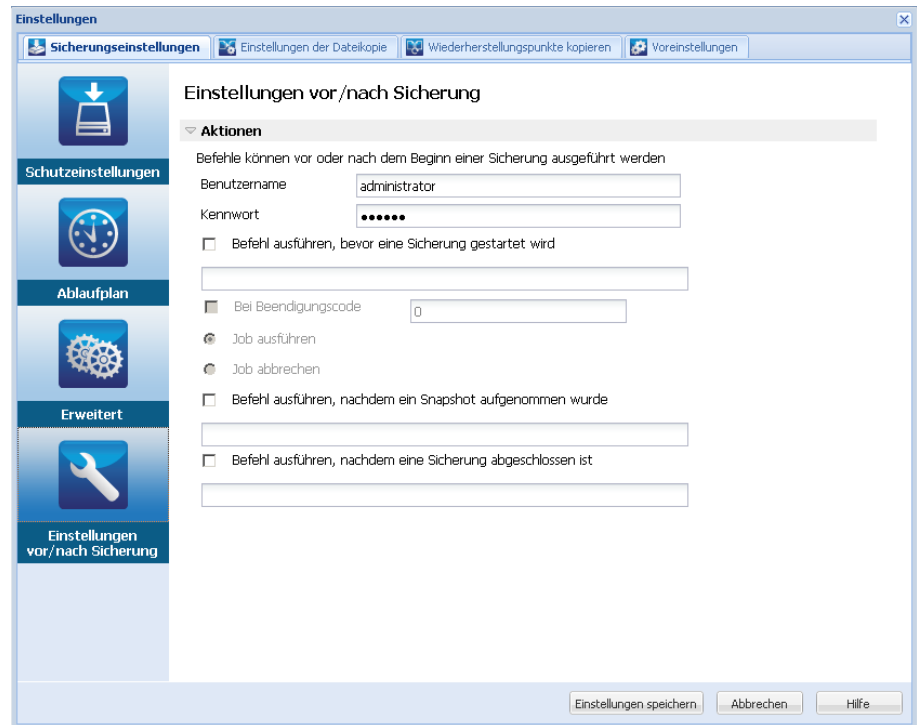 Einstellungen
Sicherungseinstellungen
Einstellungen der Dateikopie
Wiederherstellungspunkte kopieren
Voreinstellungen
Schutzeinstellungen
Ablaufplan
Erweitert
Einstellungen
vor/nach Sicherung
Einstellungen vor/nach Sicherung
Aktionen
Befehle können vor oder nach dem Beginn einer Sicherung ausgeführt werden
Benutzername
administrator
Kennwort
●●●●●●
Befehl ausführen, bevor eine Sicherung gestartet wird
Bei Beendigungscode
0
Job ausführen
Job abbrechen
Befehl ausführen, nachdem ein Snapshot aufgenommen wurde
Befehl ausführen, nachdem eine Sicherung abgeschlossen ist
Einstellungen speichern
Abbrechen
Hilfe